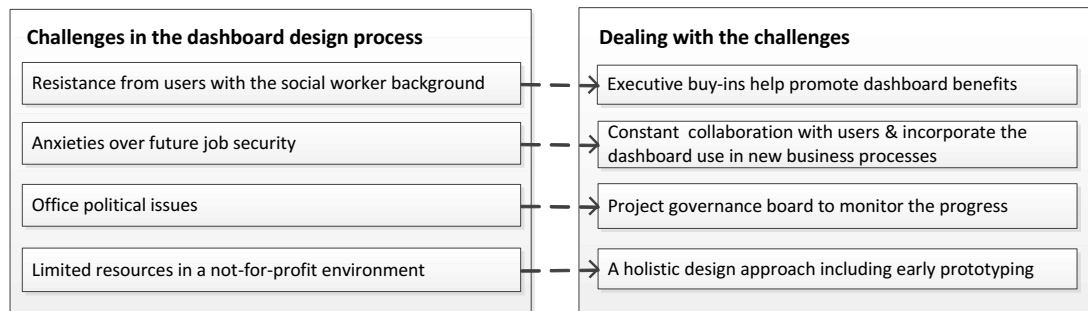 Challenges in the dashboard design process
Resistance from users with the social worker background
Anxieties over future job security
Office political issues
Limited resources in a not-for-profit environment
Dealing with the challenges
Executive buy-ins help promote dashboard benefits
Constant collaboration with users & incorporate the
dashboard use in new business processes
Project governance board to monitor the progress
A holistic design approach including early prototyping